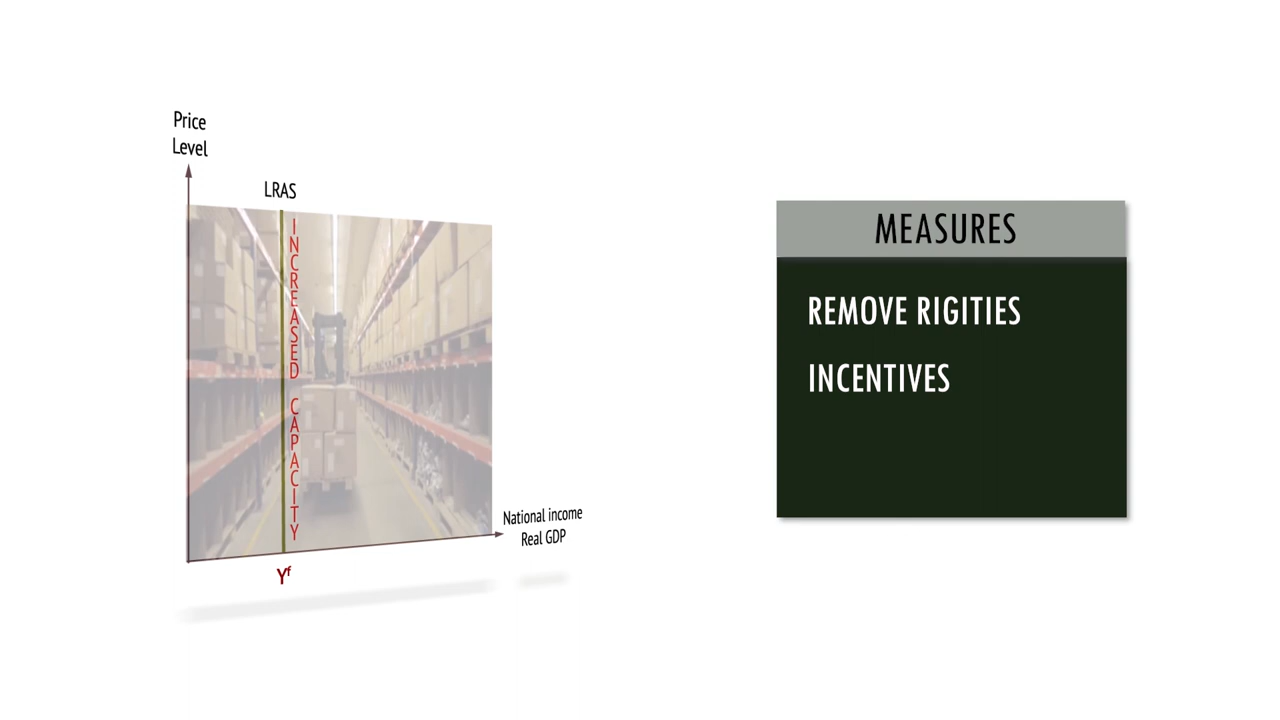 Price
Level
LRAS
INCREASED CAPACITY
National income
Real GDP
Yf
MEASURES
REMOVE RIGITIES
INCENTIVES